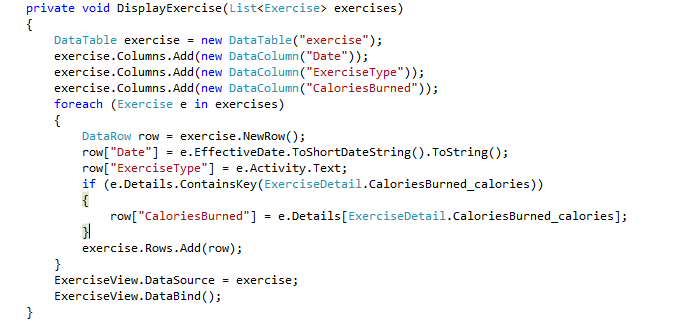 private void DisplayExercise(List<Exercise> exercises)
{
DataTable exercise = new DataTable("exercise");
exercise.Columns.Add(new DataColumn("Date"));
exercise.Columns.Add(new DataColumn("ExerciseType"));
exercise.Columns.Add(new DataColumn("CaloriesBurned"));
foreach (Exercise e in exercises)
{
DataRow row = exercise.NewRow();
row["Date"] = e.EffectiveDate.ToShortDateString().ToString();
row["ExerciseType"] = e.Activity.Text;
if (e.Details.ContainsKey(ExerciseDetail.CaloriesBurned_calories))
{
row["CaloriesBurned"] = e.Details[ExerciseDetail.CaloriesBurned_calories];
}
exercise.Rows.Add(row);
}
ExerciseView.DataSource = exercise;
ExerciseView.DataBind();
}